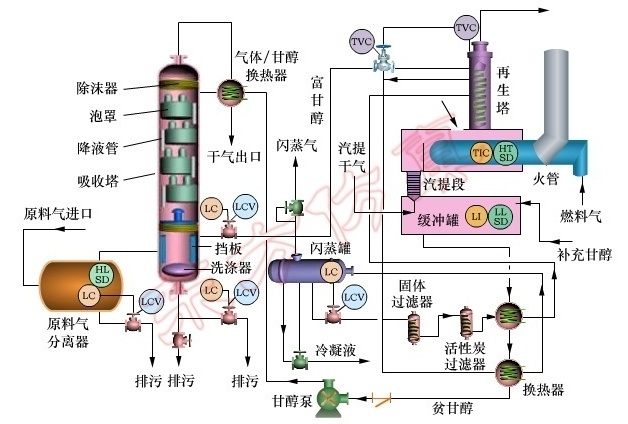 TVC
TVC
气体/甘醇
换热器
富甘醇
再生塔
除沫器
泡罩
降液管
吸收塔
干气出口
闪蒸气
汽提
干气
TIC
HT
SD
火管
汽提段
缓冲罐
LI
LL
SD
燃料气
补充甘醇
原料气进口
LC
LCV
挡板
洗涤器
闪蒸罐
LC
LCV
HL
SD
LC
LCV
LC
LCV
固体
过滤器
原料气
分离器
活性炭
过滤器
换热器
冷凝液
排污
排污
排污
甘醇泵
贫甘醇